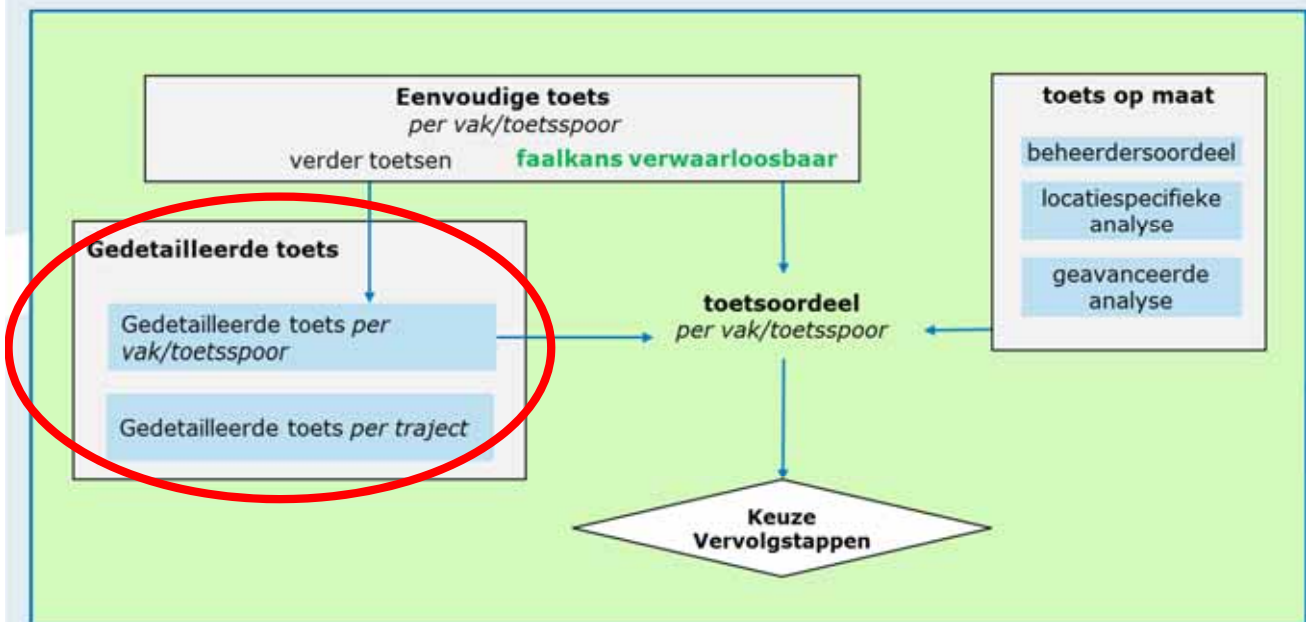 Eenvoudige toets
per vak/toetsspoor
verder toetsen
faalkans verwaarloosbaar
toets op maat
beheerdersoordeel
locatiespecifieke
analyse
geavanceerde
analyse
Gedetailleerde toets
Gedetailleerde toets per
vak/toetsspoor
Gedetailleerde toets per traject
toetsoordeel
per vak/toetsspoor
Keuze
Vervolgstappen